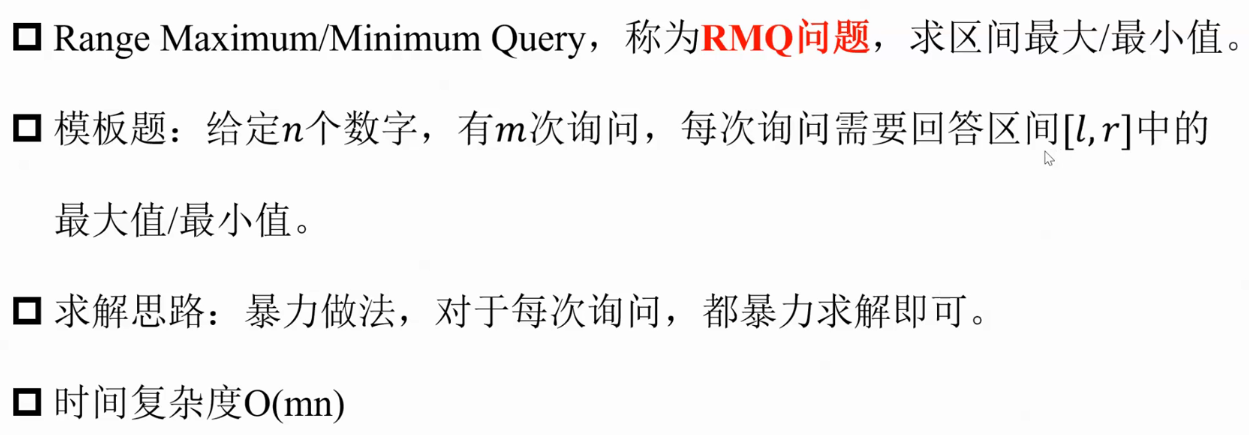 Range Maximum/Minimum Query，称为RMQ问题，求区间最大/最小值。
模板题：给定n个数字，有m次询问，每次询问需要回答区间[l, r]中的
最大值/最小值。
求解思路：暴力做法，对于每次询问，都暴力求解即可。
时间复杂度O(mn)